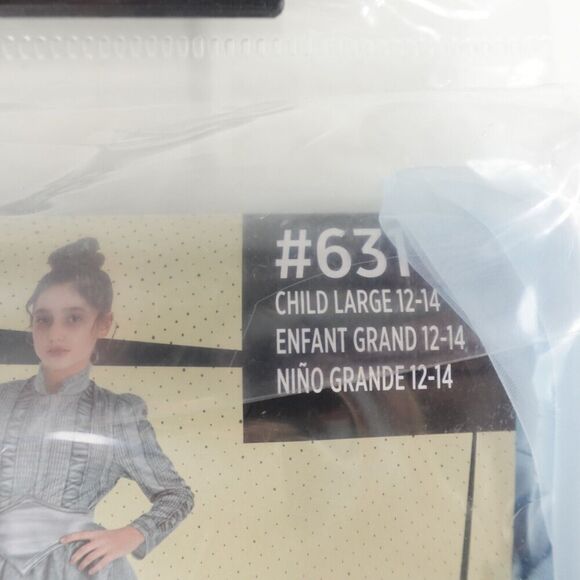 #631
CHILD LARGE 12-14
ENFANT GRAND 12-14
NIÑO GRANDE 12-14